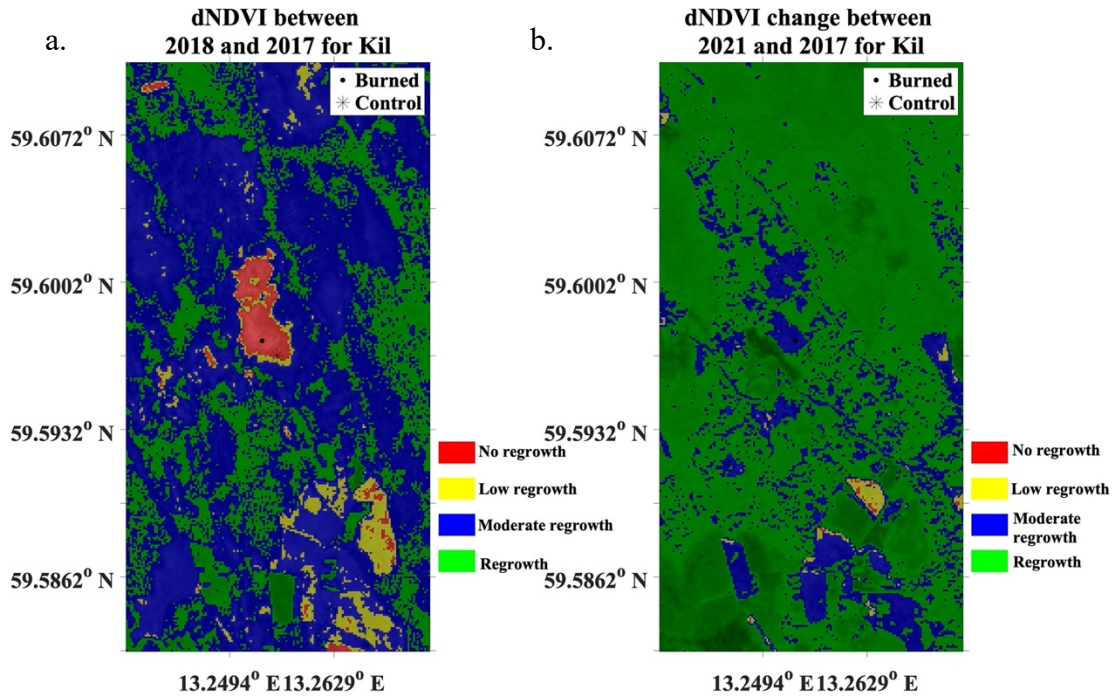 a.
dNDVI between
2018 and 2017 for Kil
Burned
Control
59.6072° N
59.6002° N
59.5932° N
59.5862° N
13.2494° E 13.2629° E
No regrowth
Low regrowth
Moderate regrowth
Regrowth
b.
dNDVI change between
2021 and 2017 for Kil
Burned
Control
59.6072° N
59.6002° N
59.5932° N
59.5862° N
13.2494° E 13.2629° E
No regrowth
Low regrowth
Moderate
regrowth
Regrowth